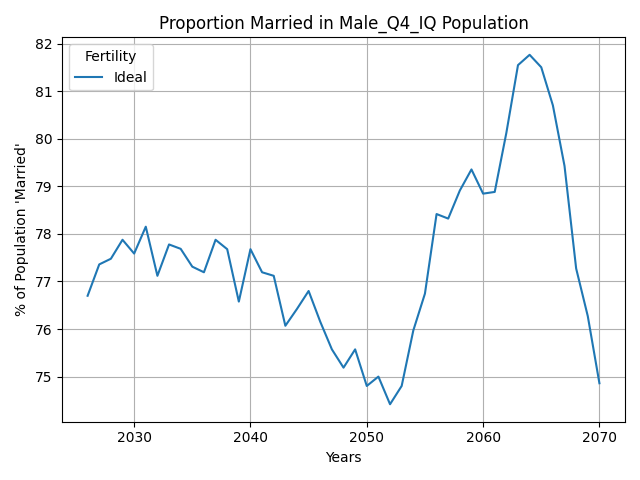 Proportion Married in Male_Q4_IQ Population
Fertility
Ideal
% of Population 'Married'
82
81
80
79
78
77
76
75
2030 2040 2050 2060 2070
Years